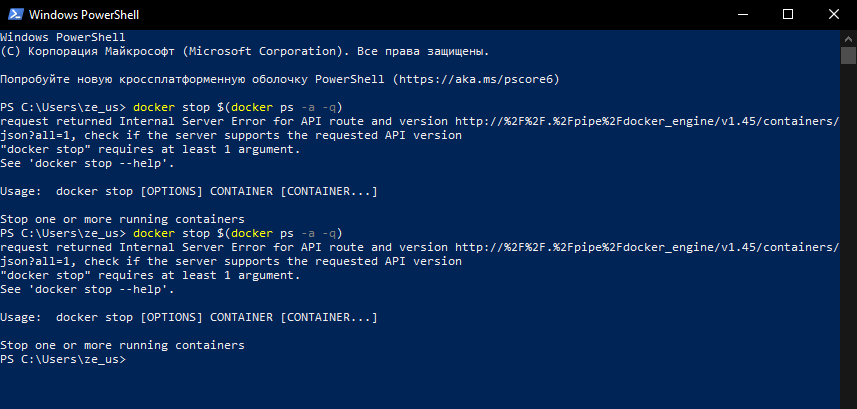 Windows PowerShell
Windows PowerShell
(C) Корпорация Майкрософт (Microsoft Corporation). Все права защищены.
Попробуйте новую кроссплатформенную оболочку PowerShell (https://aka.ms/pscore6)
PS C:\Users\ze_us> docker stop $(docker ps -a -q)
request returned Internal Server Error for API route and version http://%2F%2F.%2Fpipe%2Fdocker_engine/v1.45/containers/
json?all=1, check if the server supports the requested API version
"docker stop" requires at least 1 argument.
See 'docker stop --help'.
Usage:  docker stop [OPTIONS] CONTAINER [CONTAINER...]
Stop one or more running containers
PS C:\Users\ze_us> docker stop $(docker ps -a -q)
request returned Internal Server Error for API route and version http://%2F%2F.%2Fpipe%2Fdocker_engine/v1.45/containers/
json?all=1, check if the server supports the requested API version
"docker stop" requires at least 1 argument.
See 'docker stop --help'.
Usage:  docker stop [OPTIONS] CONTAINER [CONTAINER...]
Stop one or more running containers
PS C:\Users\ze_us>